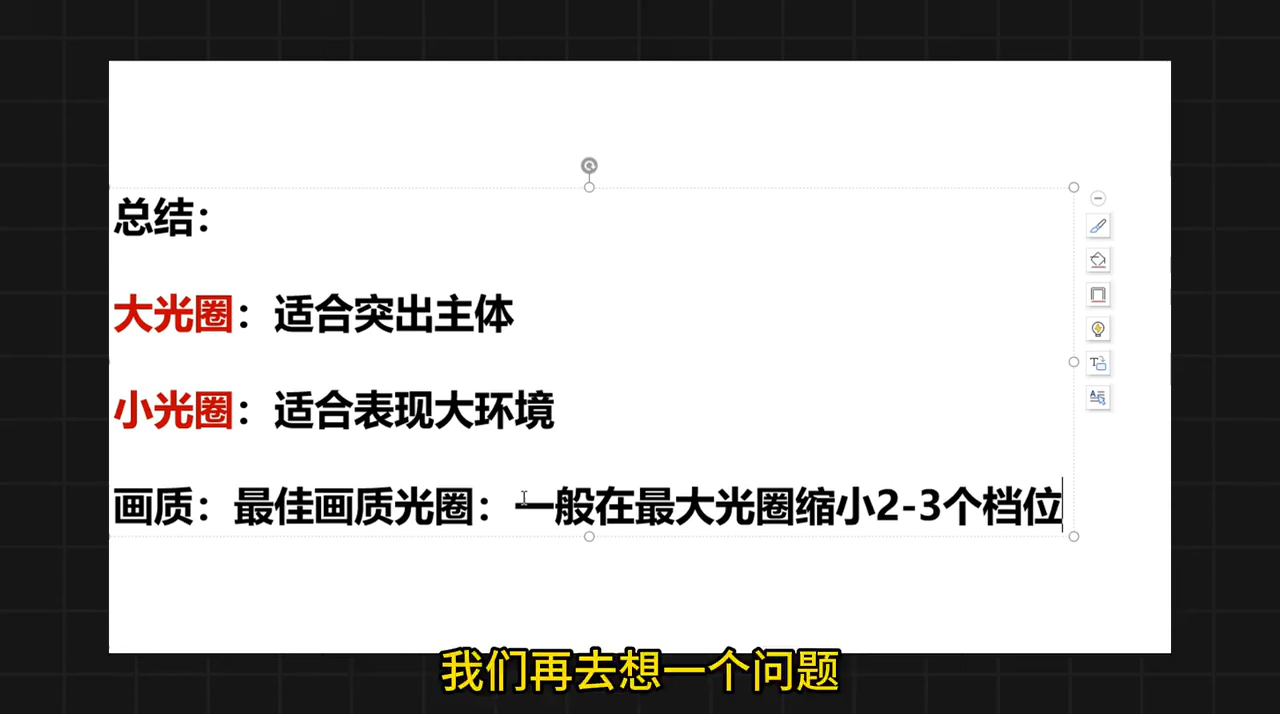 总结：
大光圈：适合突出主体
小光圈：适合表现大环境
画质：最佳画质光圈：一般在最大光圈缩小2-3个档位
我们再去想一个问题